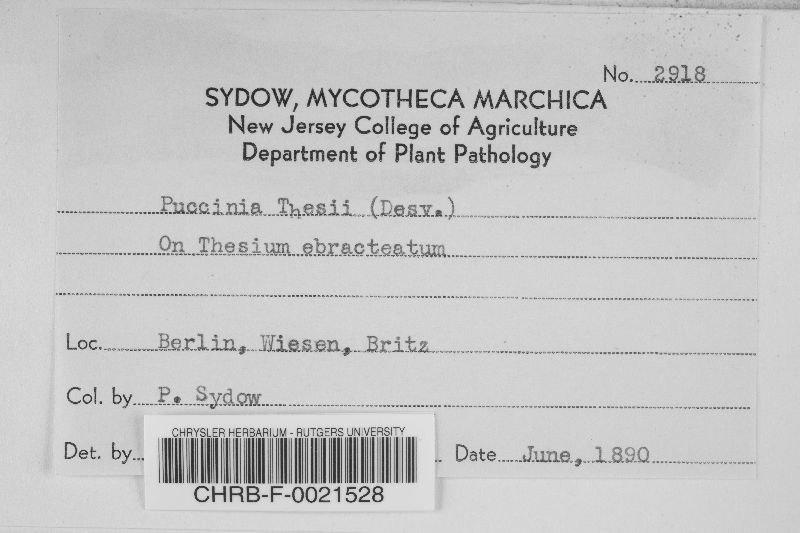 No. 2918
SYDOW, MYCOTHECA MARCHICA
New Jersey College of Agriculture
Department of Plant Pathology
Puccinia Thesii (Desv.)
On Thesium ebracteatum
Loc. Berlin, Wiesen, Britz
Col. by P. Sydow
Det. by
Date June, 1890
CHRYSLER HERBARIUM - RUTGERS UNIVERSITY
CHRB-F-0021528